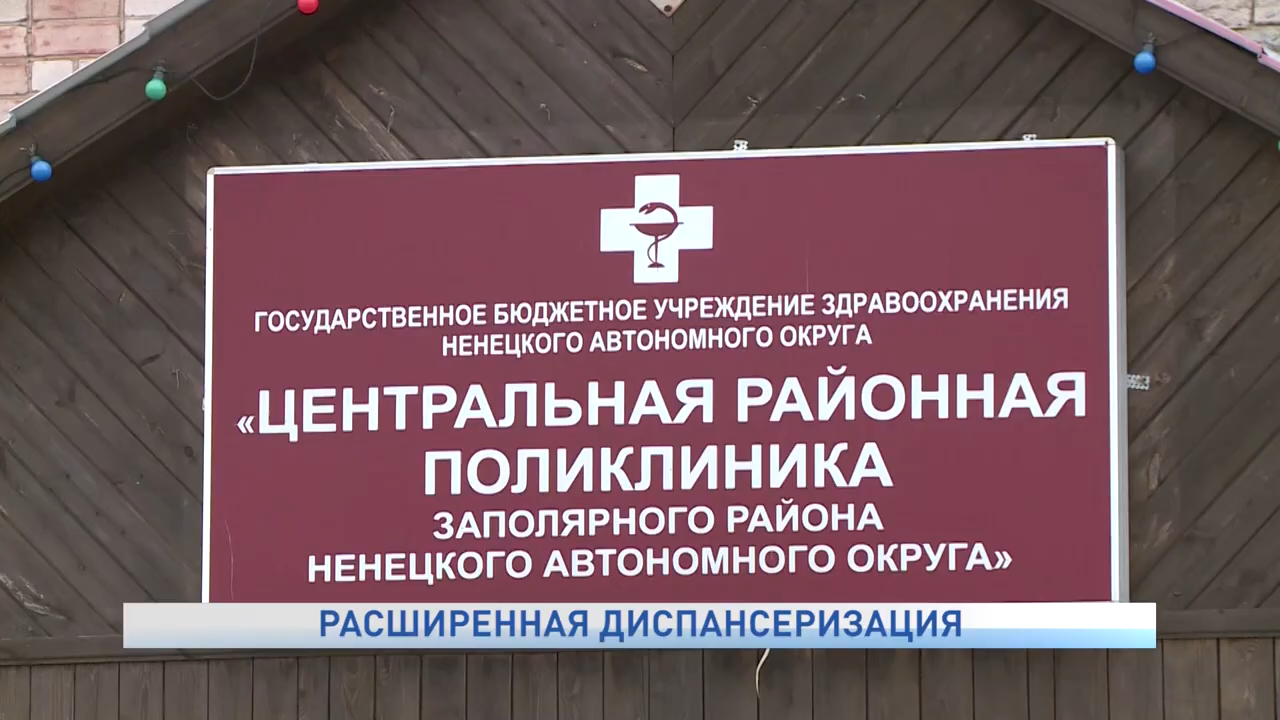 ГОСУДАРСТВЕННОЕ БЮДЖЕТНОЕ УЧРЕЖДЕНИЕ ЗДРАВООХРАНЕНИЯ
НЕНЕЦКОГО АВТОНОМНОГО ОКРУГА
«ЦЕНТРАЛЬНАЯ РАЙОННАЯ
ПОЛИКЛИНИКА
ЗАПОЛЯРНОГО РАЙОНА
НЕНЕЦКОГО АВТОНОМНОГО ОКРУГА»
РАСШИРЕННАЯ ДИСПАНСЕРИЗАЦИЯ